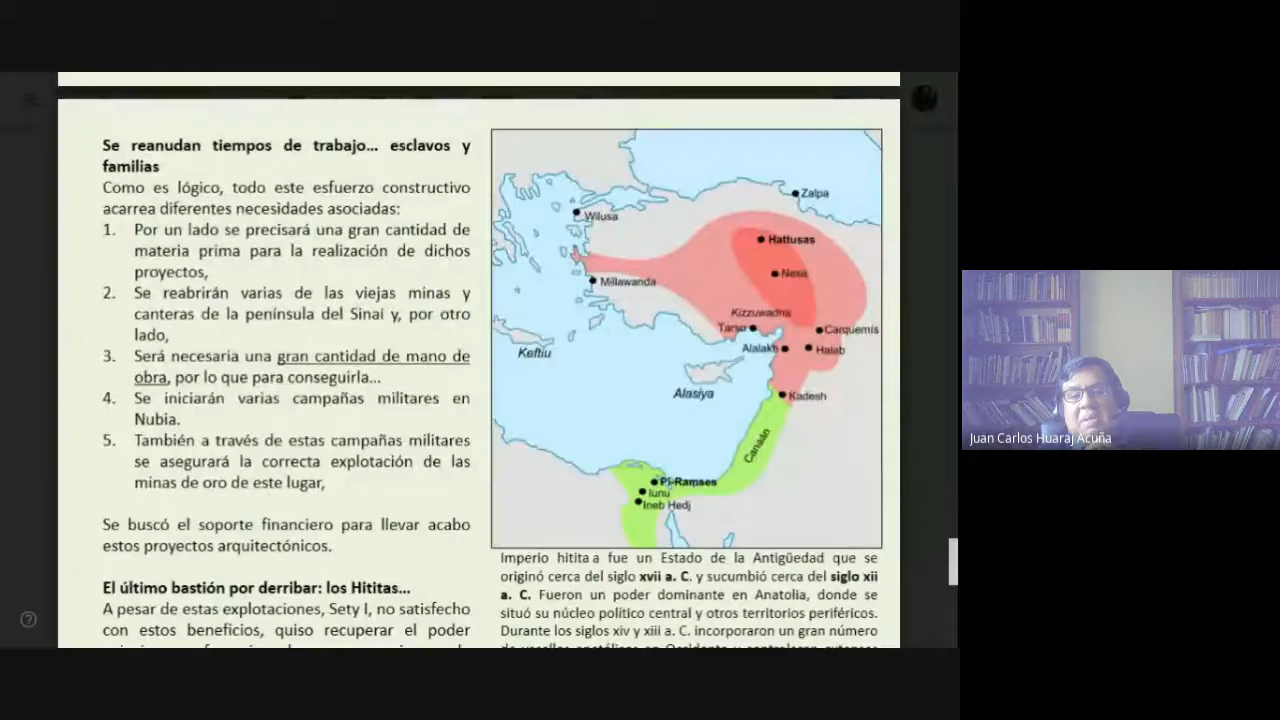 Se reanudan tiempos de trabajo... esclavos y
familias
Como es lógico, todo este esfuerzo constructivo
acarrea diferentes necesidades asociadas:
1. Por un lado se precisará una gran cantidad de
materia prima para la realización de dichos
proyectos,
2. Se reabrirán varias de las viejas minas y
canteras de la península del Sinaí y, por otro
lado,
3. Será necesaria una gran cantidad de mano de
obra, por lo que para conseguirla...
4. Se iniciarán varias campañas militares en
Nubia.
5. También a través de estas campañas militares
se asegurará la correcta explotación de las
minas de oro de este lugar,
Se buscó el soporte financiero para llevar acabo
estos proyectos arquitectónicos.
El último bastión por derribar: los Hititas...
A pesar de estas explotaciones, Sety I, no satisfecho
con estos beneficios, quiso recuperar el poder
Zalpa
Wilusa
Hattusas
Nesa
Millawanda
Kizzuwadna
Tarso
Carquemis
Alalakh
Halab
Keftiu
Alasiya
Kadesh
Canaán
Pi-Ramses
Iunu
Ineb Hedj
Imperio hitita a fue un Estado de la Antigüedad que se
originó cerca del siglo xvii a. C. y sucumbió cerca del siglo xii
a. C. Fueron un poder dominante en Anatolia, donde se
situó su núcleo político central y otros territorios periféricos.
Durante los siglos xiv y xiii a. C. incorporaron un gran número
Juan Carlos Huaraj Acuña